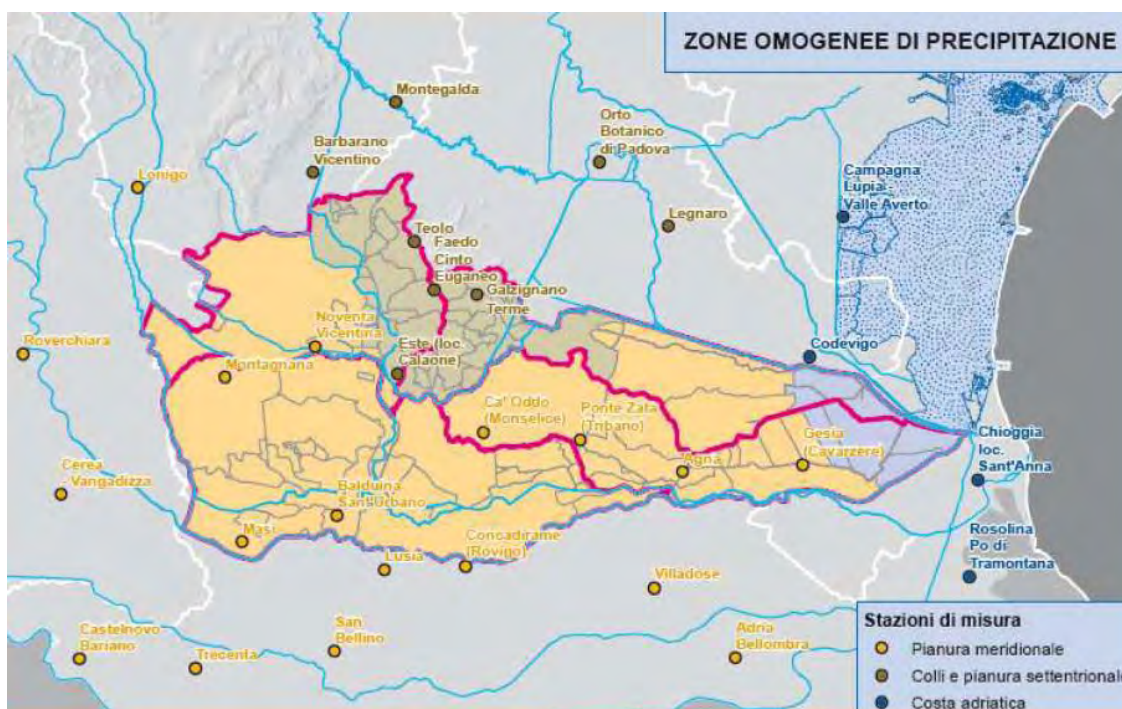 ZONE OMOGENEE DI PRECIPITAZIONE
Montegalda
Orto
Botanico
di Padova
Barbarano
Vicentino
Lonigo
Campagna
Lupia -
Valle Averto
Legnaro
Teolo
Faedo
Cinto
Euganeo
Galzignano
Terme
Noventa
Vicentina
Roverchiara
Este (loc.
Calaone)
Codevigo
Montagnana
Ca' Oddo
(Monselice)
Ponte Zata
(Tribano)
Gesia
(Cavarzere)
Chioggia
loc.
Sant'Anna
Agna
Cerea
- Vangadizza
Balduina
Sant'Urbano
Masi
Concadirame
(Rovigo)
Lusia
Rosolina
Po di
Tramontana
Villadose
San
Bellino
Castelnovo
Bariano
Trecenta
Adria
Bellombra
Stazioni di misura
Pianura meridionale
Colli e pianura settentrionale
Costa adriatica